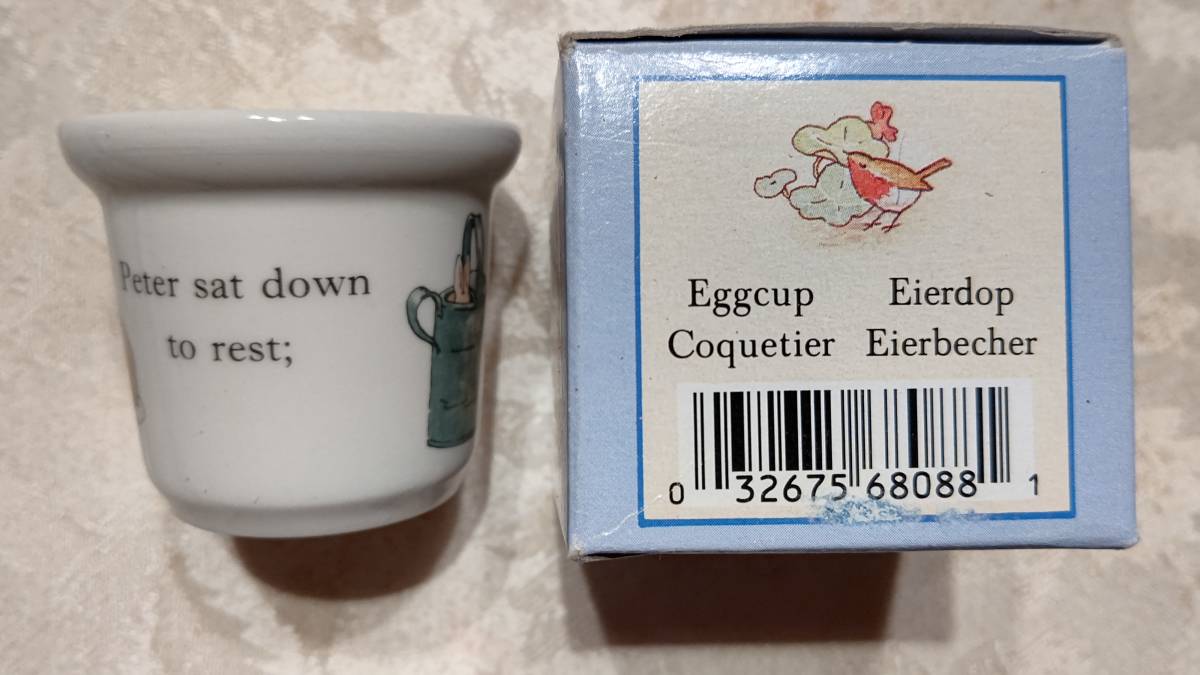 Peter sat down
to rest;
Eggcup Eierdop
Coquetier Eierbecher
0 32675 68088 1